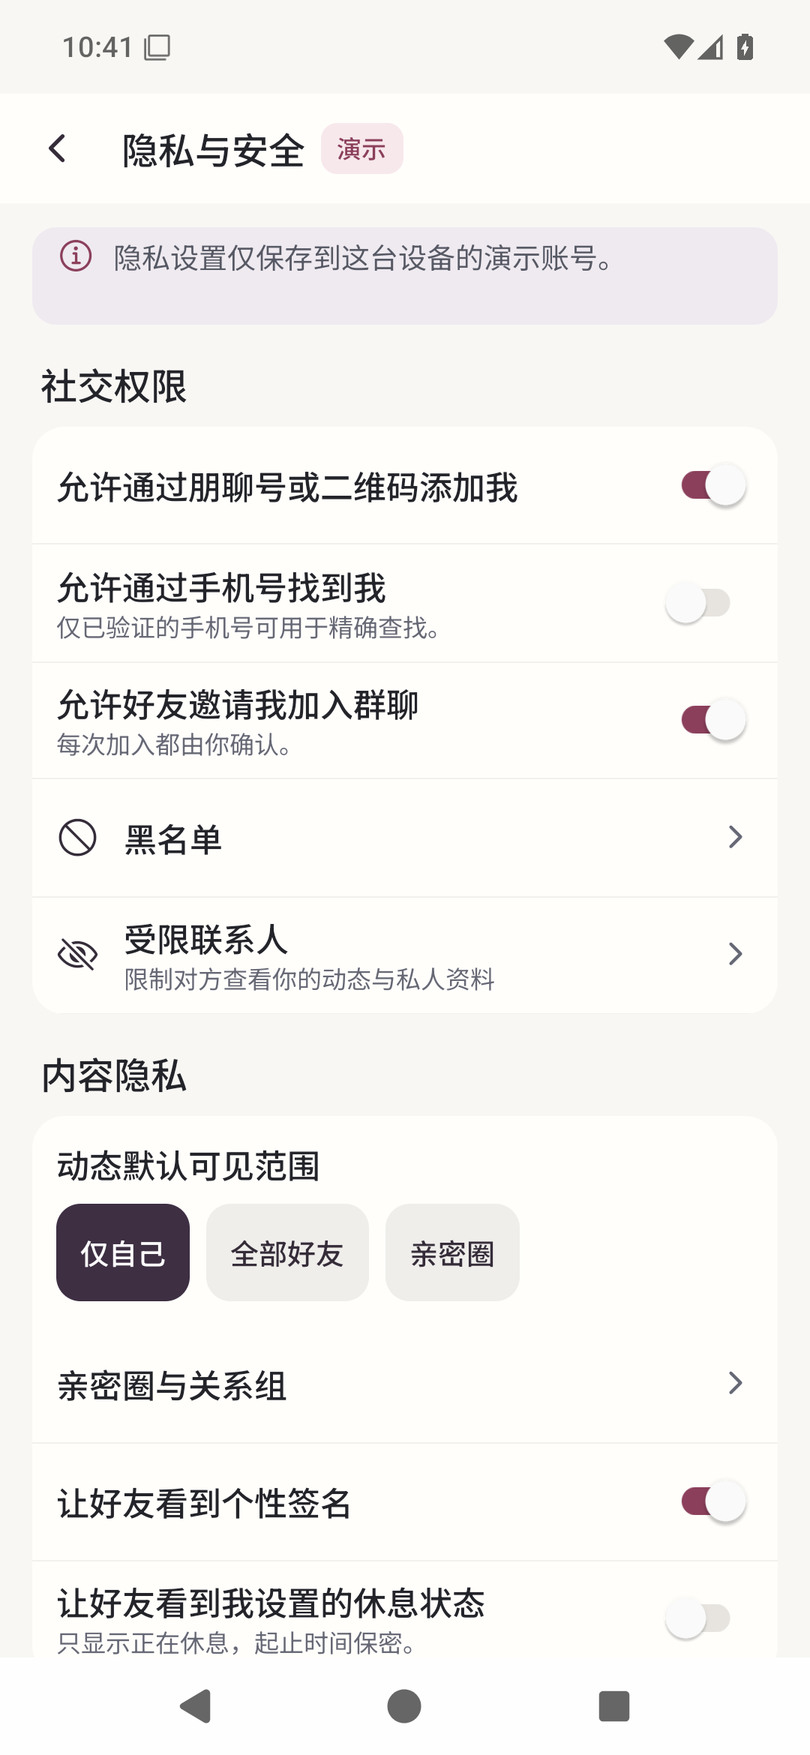 10:41
隐私与安全 演示
隐私设置仅保存到这台设备的演示账号。
社交权限
允许通过朋聊号或二维码添加我
允许通过手机号找到我
仅已验证的手机号可用于精确查找。
允许好友邀请我加入群聊
每次加入都由你确认。
黑名单
受限联系人
限制对方查看你的动态与私人资料
内容隐私
动态默认可见范围
仅自己 全部好友 亲密圈
亲密圈与关系组
让好友看到个性签名
让好友看到我设置的休息状态
只显示正在休息，起止时间保密。